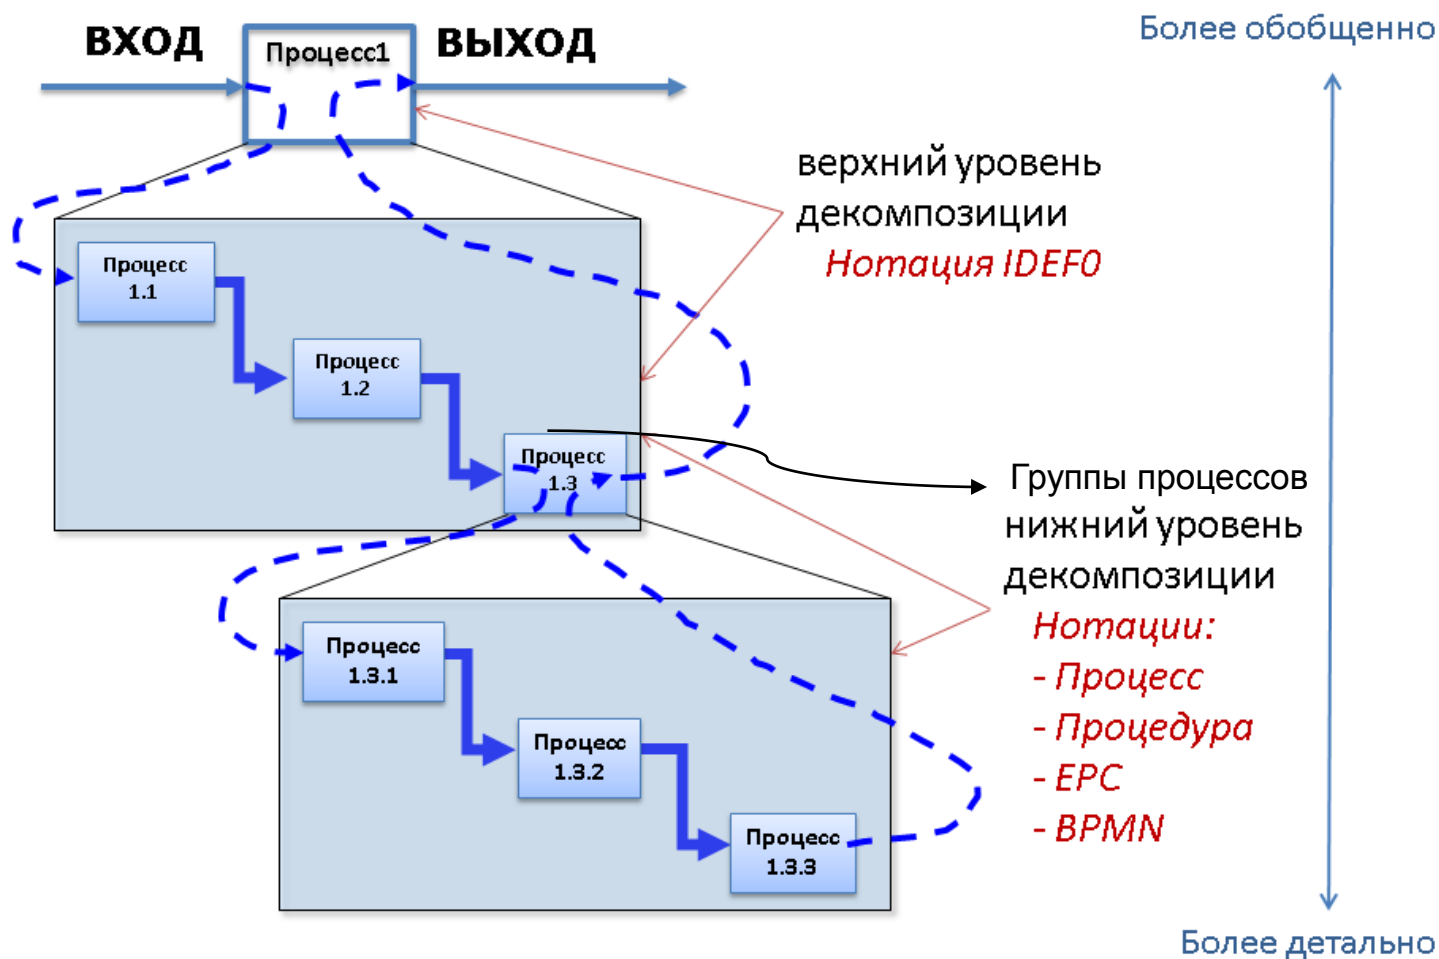 Более обобщенно
ВХОД
Процесс1
ВЫХОД
верхний уровень
декомпозиции
Нотация IDEF0
Процесс
1.1
Процесс
1.2
Процесс
1.3
Группы процессов
нижний уровень
декомпозиции
Нотации:
- Процесс
- Процедура
- EPC
- BPMN
Процесс
1.3.1
Процесс
1.3.2
Процесс
1.3.3
Более детально